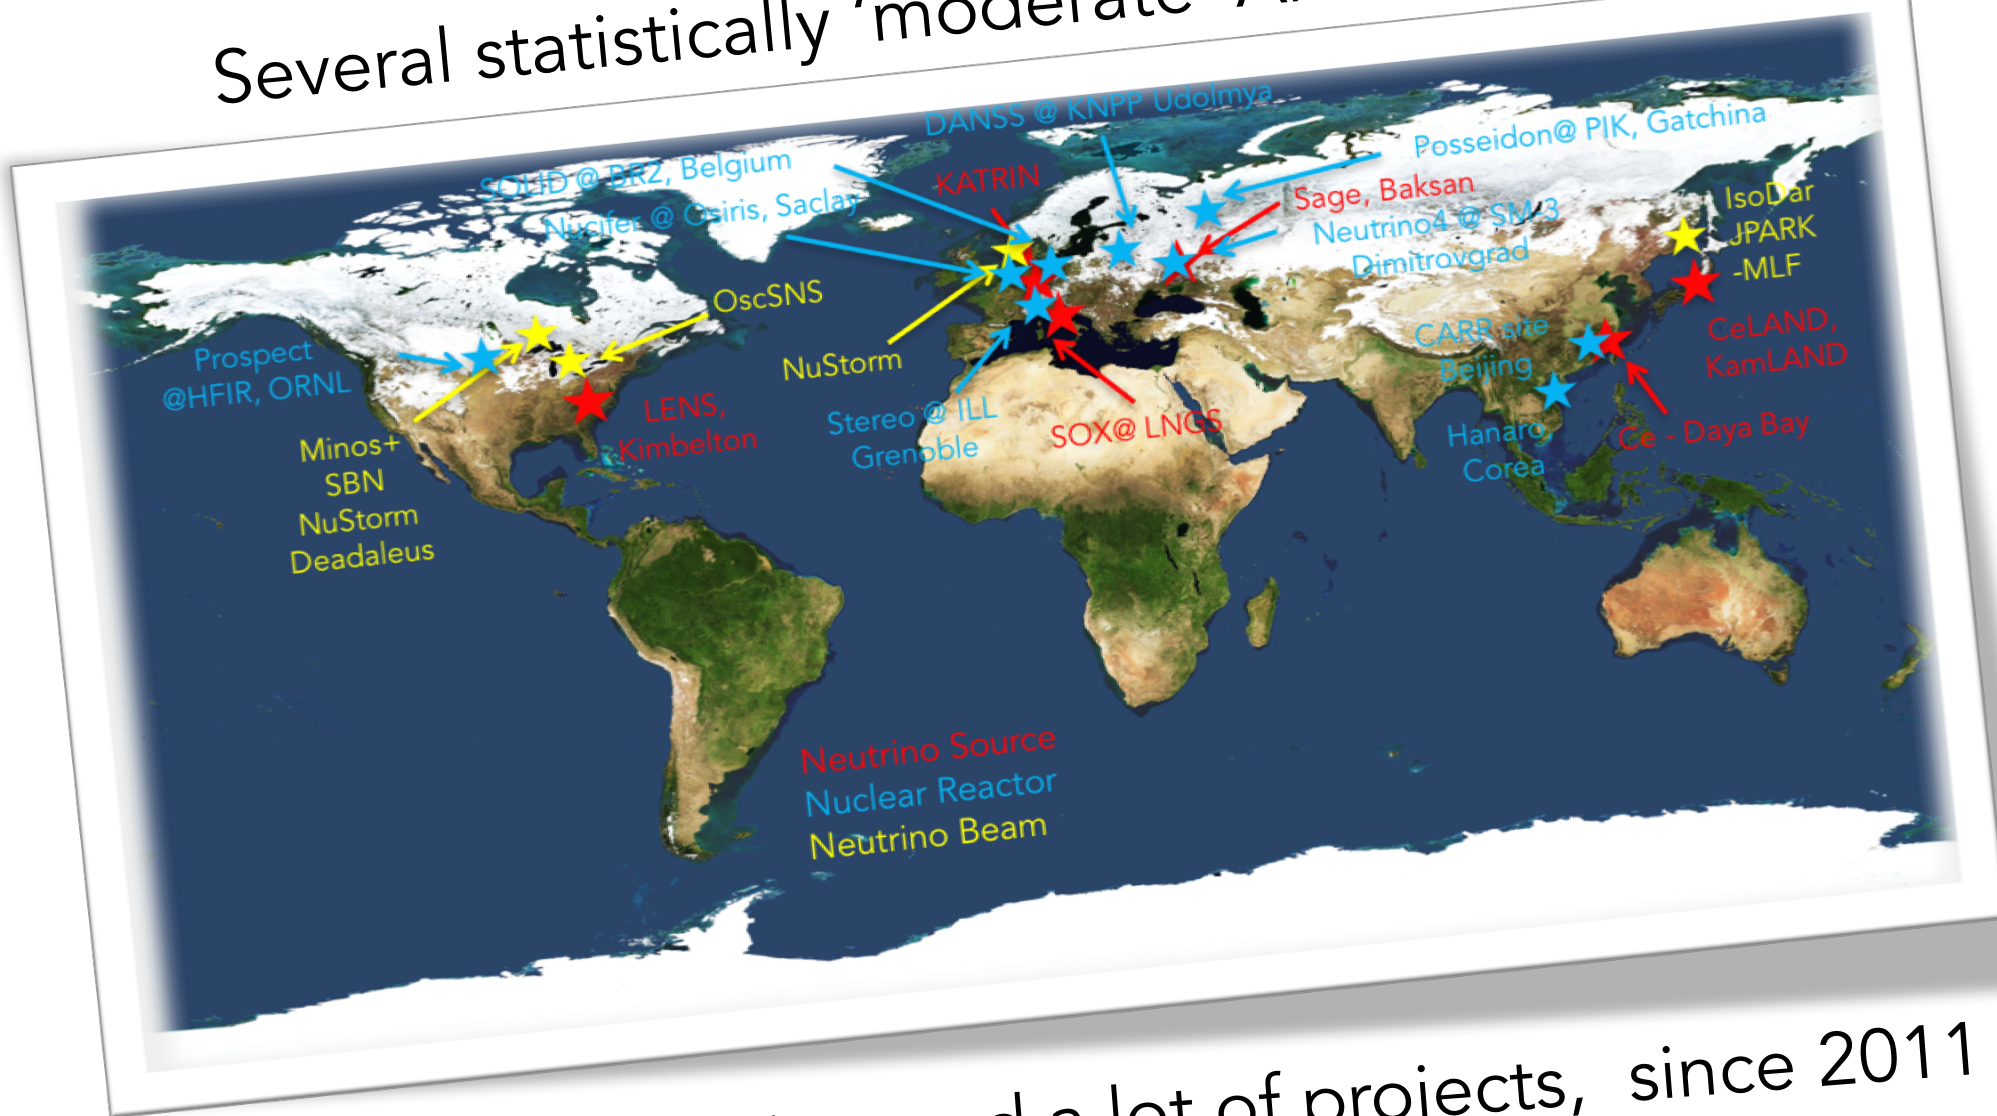 Several statistically 'moderate'
DANSS @ KNPP Udolmya
Posseidon@ PIK, Gatchina
SOLID @ BR2, Belgium
KATRIN
Sage, Baksan
Nucifer @ Osiris, Saclay
Neutrino4 @ SM-3
Dimitrovgrad
IsoDar
JPARK
-MLF
OscSNS
NuStorm
Prospect
@HFIR, ORNL
CARR site
Beijing
CeLAND,
KamLAND
LENS,
Kimbelton
Stereo @ ILL
Grenoble
SOX@ LNGS
Hanaro,
Corea
Ce - Daya Bay
Minos+
SBN
NuStorm
Deadaleus
Neutrino Source
Nuclear Reactor
Neutrino Beam
a lot of projects, since 2011